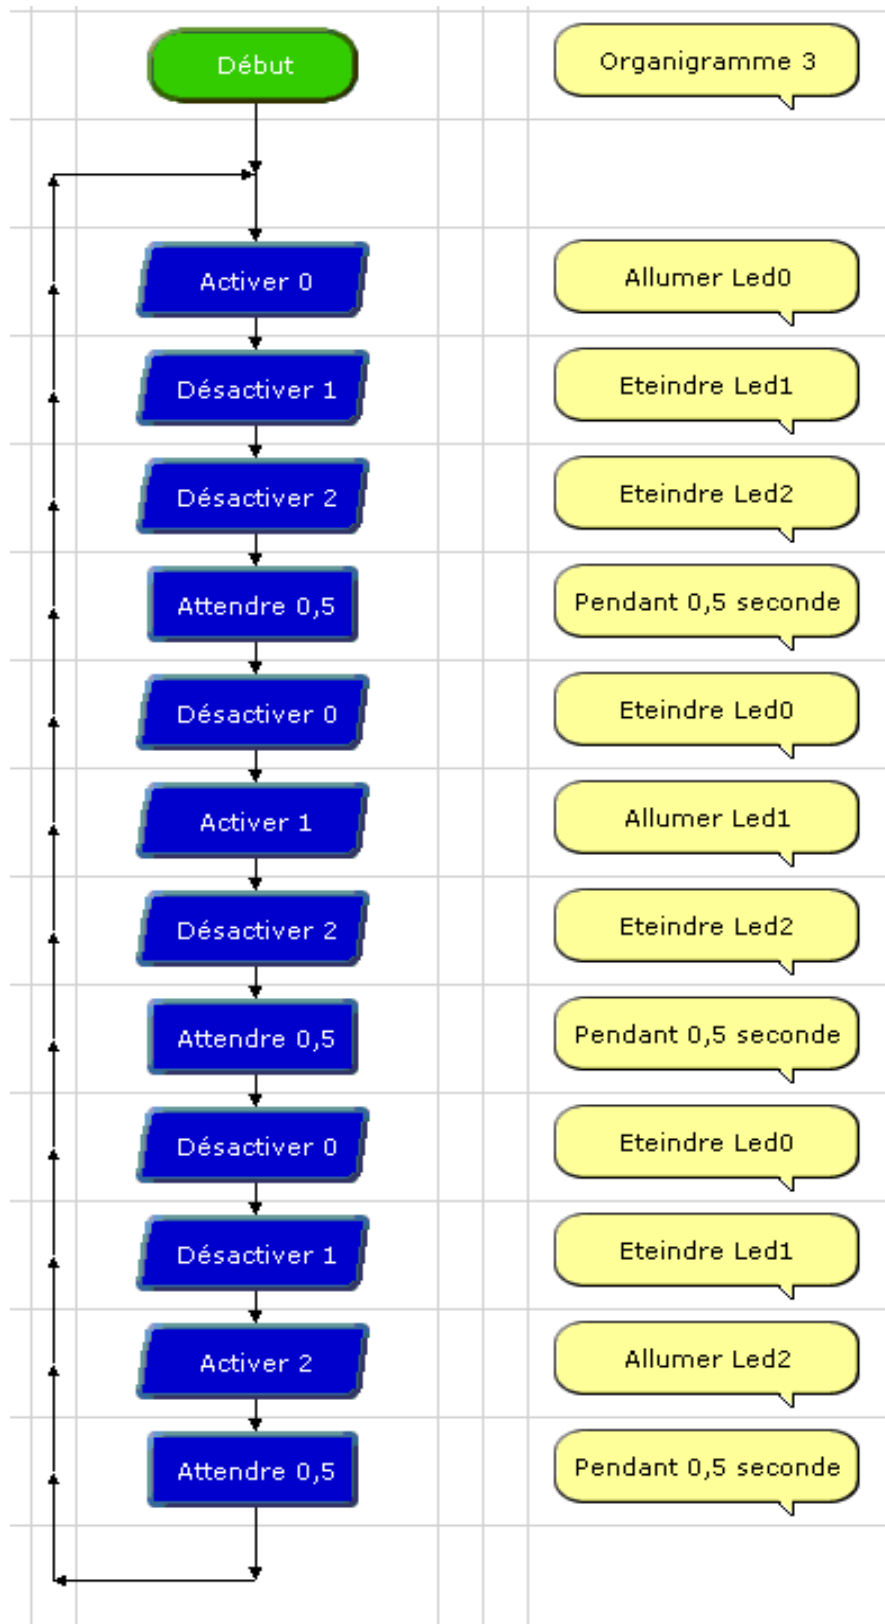 Début
Organigramme 3
Activer 0
Allumer Led0
Désactiver 1
Eteindre Led1
Désactiver 2
Eteindre Led2
Attendre 0,5
Pendant 0,5 seconde
Désactiver 0
Eteindre Led0
Activer 1
Allumer Led1
Désactiver 2
Eteindre Led2
Attendre 0,5
Pendant 0,5 seconde
Désactiver 0
Eteindre Led0
Désactiver 1
Eteindre Led1
Activer 2
Allumer Led2
Attendre 0,5
Pendant 0,5 seconde